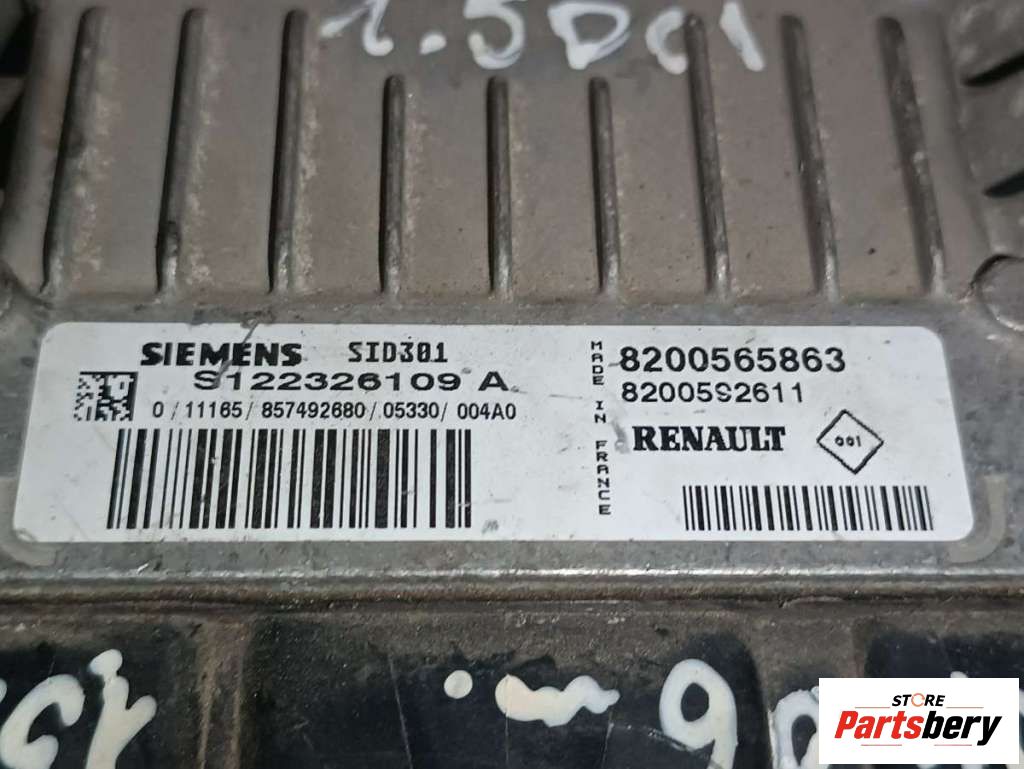 1.5DCI
SIEMENS SID301
S122326109 A
0/11165/857492680/05330/004A0
MADE IN FRANCE
8200565863
8200592611
RENAULT
001
STORE
Partsbery